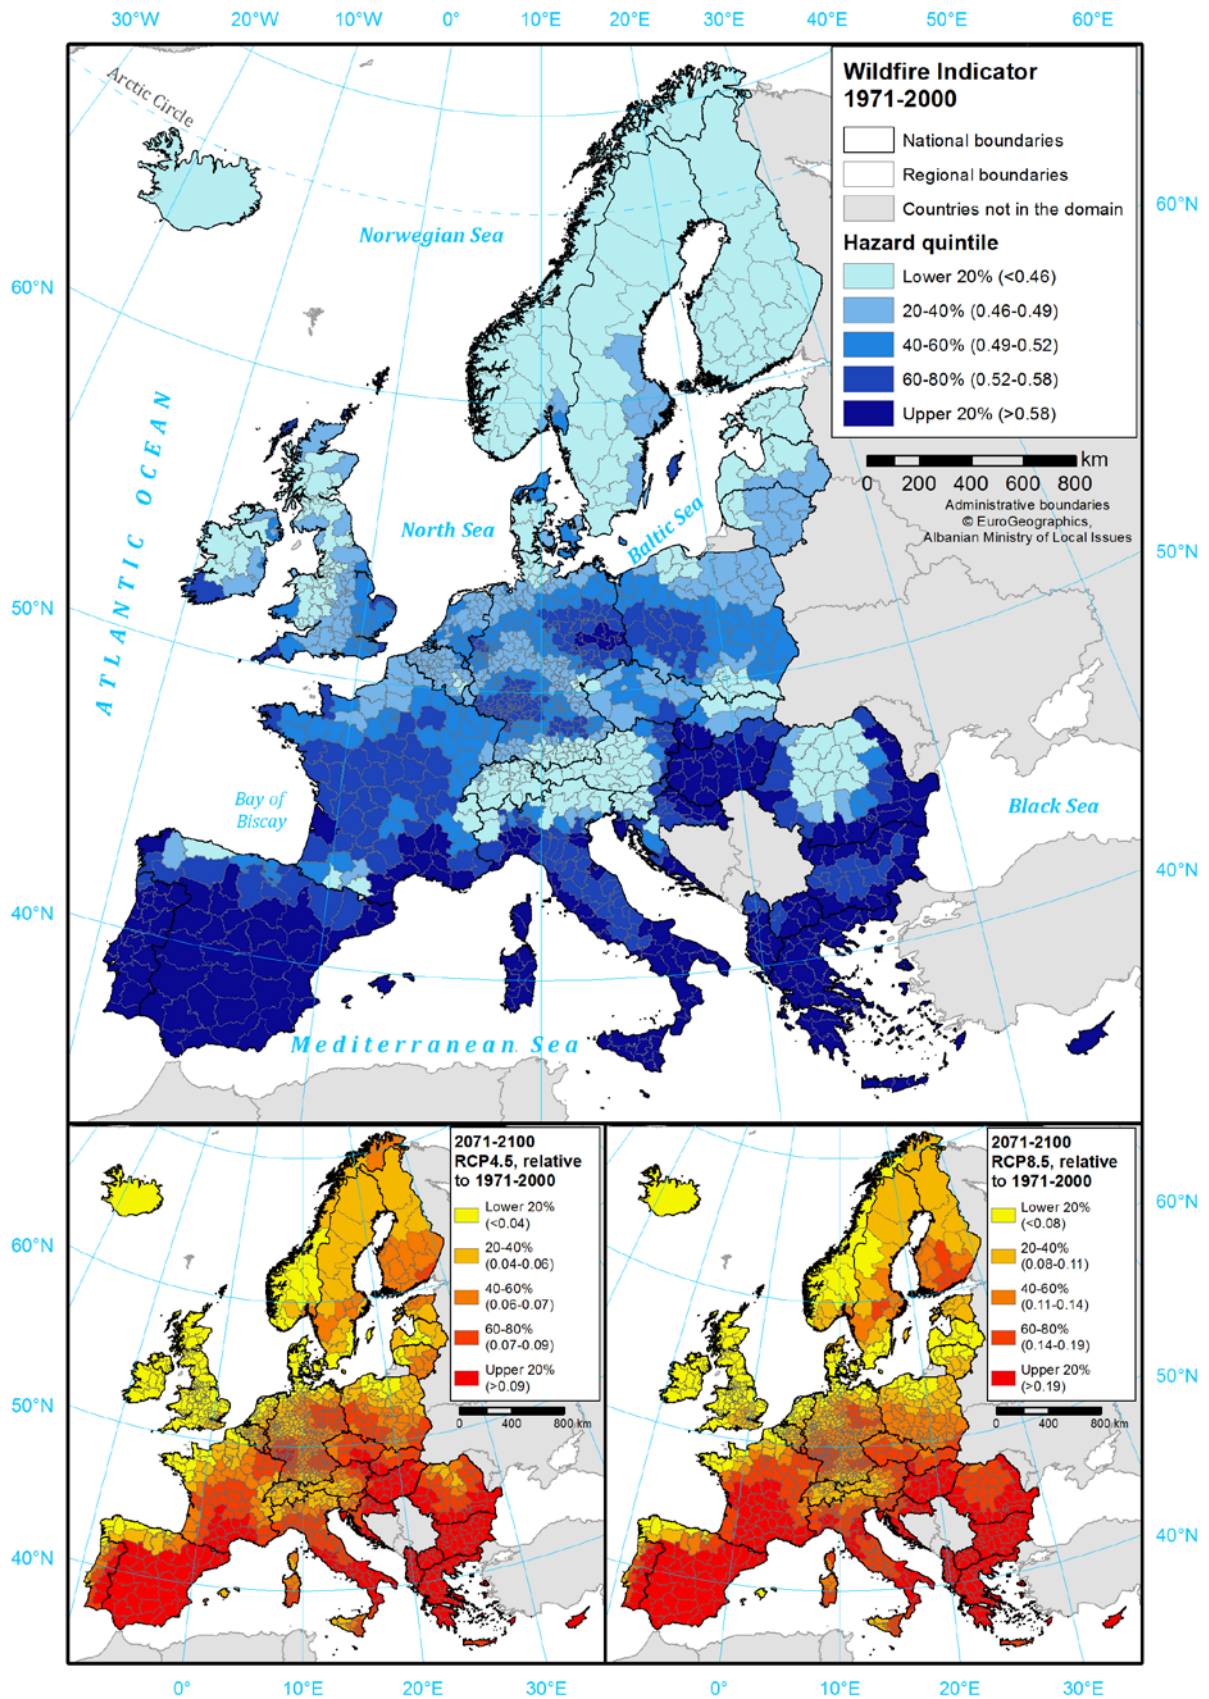 30°W 20°W 10°W 0° 10°E 20°E 30°E 40°E 50°E 60°E
Wildfire Indicator
1971-2000
National boundaries
Regional boundaries
Countries not in the domain
Hazard quintile
Lower 20% (<0.46)
20-40% (0.46-0.49)
40-60% (0.49-0.52)
60-80% (0.52-0.58)
Upper 20% (>0.58)
km
0 200 400 600 800
Administrative boundaries
© EuroGeographics,
Albanian Ministry of Local Issues
Arctic Circle
Norwegian Sea
60°N
60°N
ATLANTIC OCEAN
North Sea
Baltic Sea
50°N
50°N
Bay of
Biscay
Black Sea
40°N
40°N
Mediterranean Sea
2071-2100
RCP4.5, relative
to 1971-2000
Lower 20%
(<0.04)
20-40%
(0.04-0.06)
40-60%
(0.06-0.07)
60-80%
(0.07-0.09)
Upper 20%
(>0.09)
0 400 800 km
2071-2100
RCP8.5, relative
to 1971-2000
Lower 20%
(<0.08)
20-40%
(0.08-0.11)
40-60%
(0.11-0.14)
60-80%
(0.14-0.19)
Upper 20%
(>0.19)
0 400 800 km
60°N
60°N
50°N
50°N
40°N
40°N
0° 10°E 20°E 30°E 0° 10°E 20°E 30°E